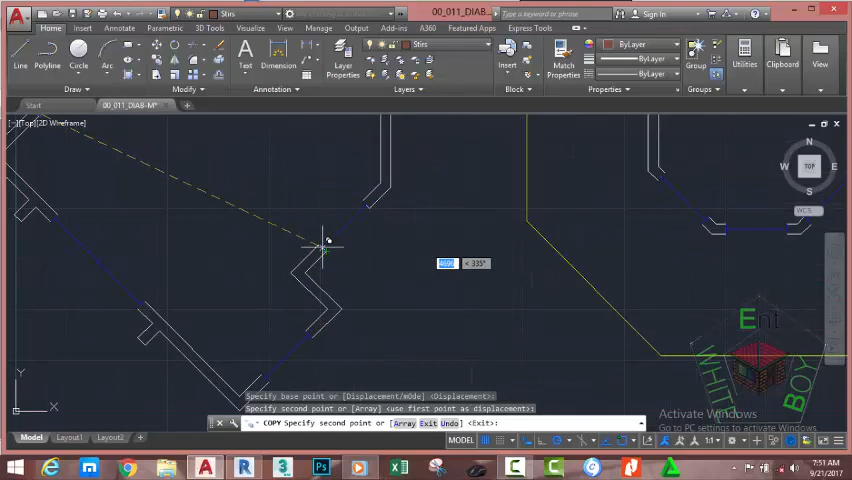 Stirs
00_011_DIAB-M...
Type a keyword or phrase
Sign In
Home Insert Annotate Parametric 3D Tools Visualize View Manage Output Add-ins A360 Featured Apps Express Tools
Line Polyline Circle Arc
Text Dimension
Layer Properties
Stirs
Insert
Match Properties
ByLayer
ByLayer
ByLayer
Group
Utilities Clipboard View
Draw Modify Annotation Layers Block Properties Groups
Start 00_011_DIAB-M*
[−][Top][2D Wireframe]
N
W TOP E
S
WCS
< 335°
Ent
WHITE BOY
Y
X
Specify base point or [Displacement/mOde] <Displacement>:
Specify second point or [Array] <use first point as displacement>:
COPY Specify second point or [Array Exit Undo] <Exit>:
Activate Windows
Go to PC settings to activate Windows.
Model Layout1 Layout2 +
MODEL 1:1
7:51 AM
9/21/2017